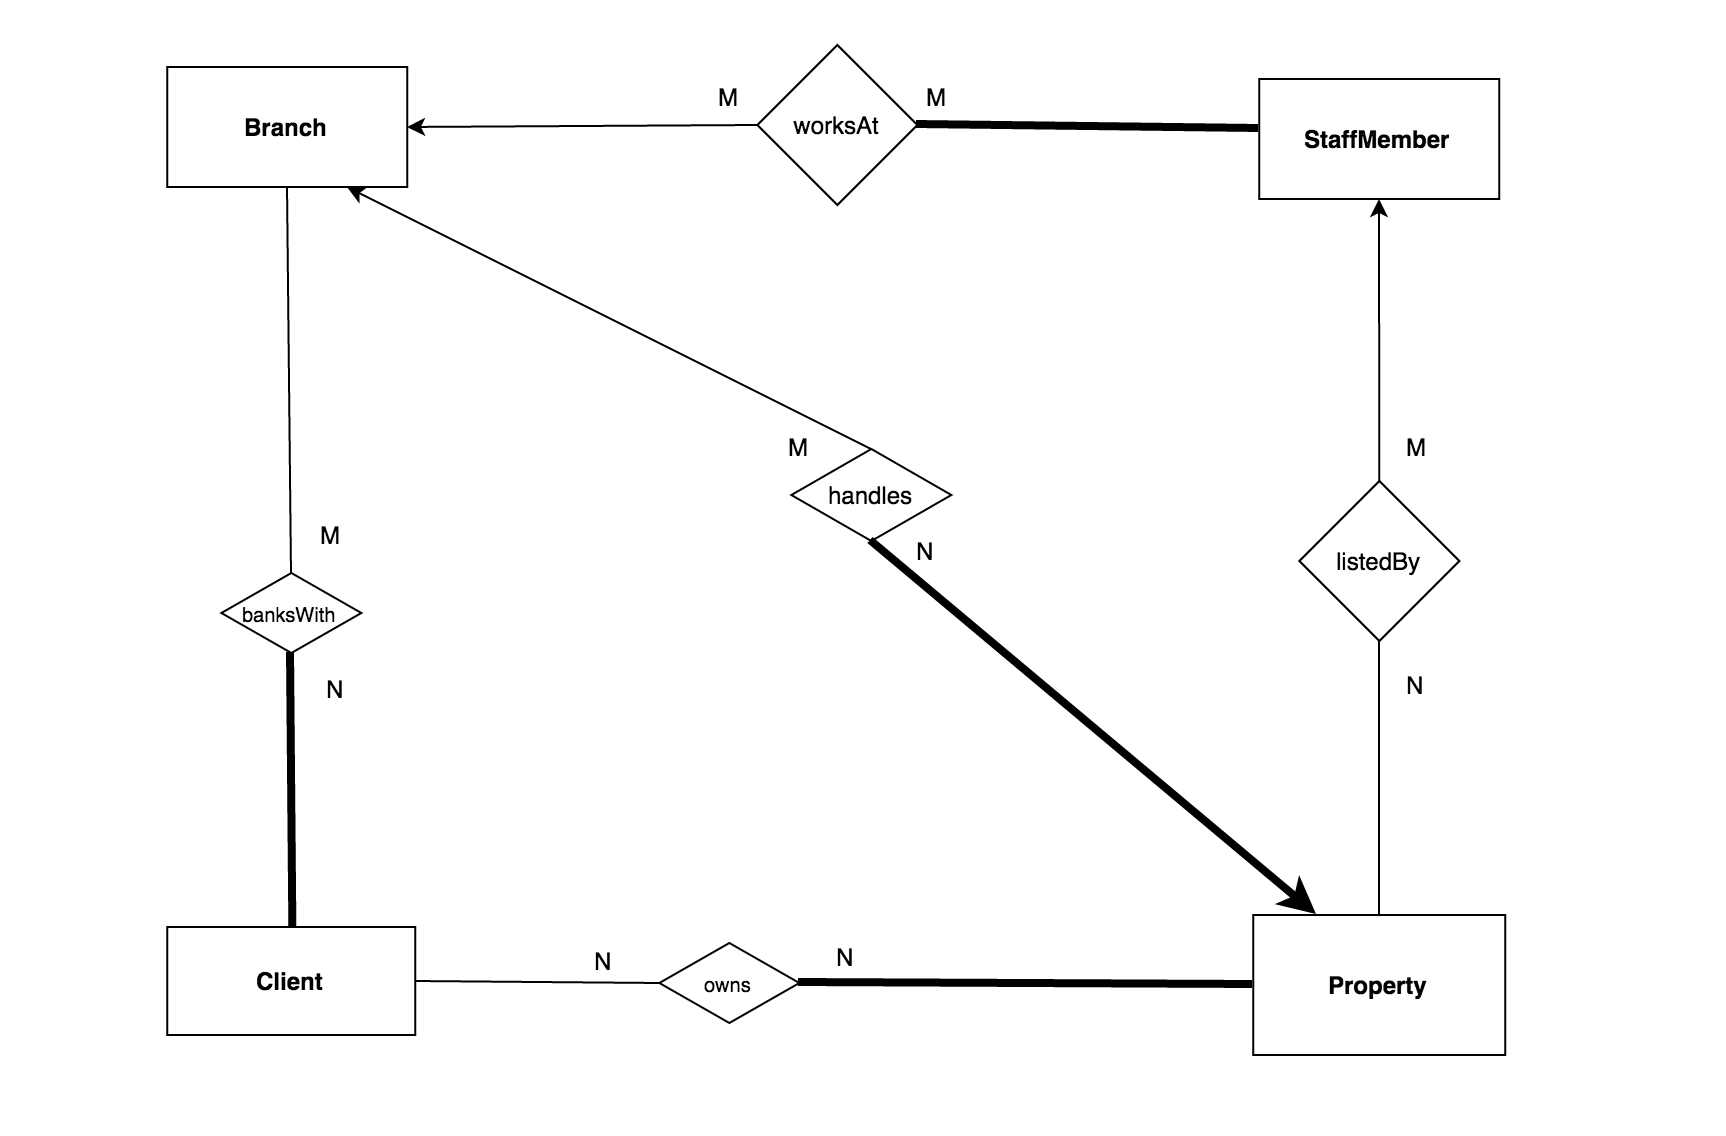 M
M
Branch
worksAt
StaffMember
M
handles
N
M
listedBy
N
M
banksWith
N
Client
N
owns
N
Property